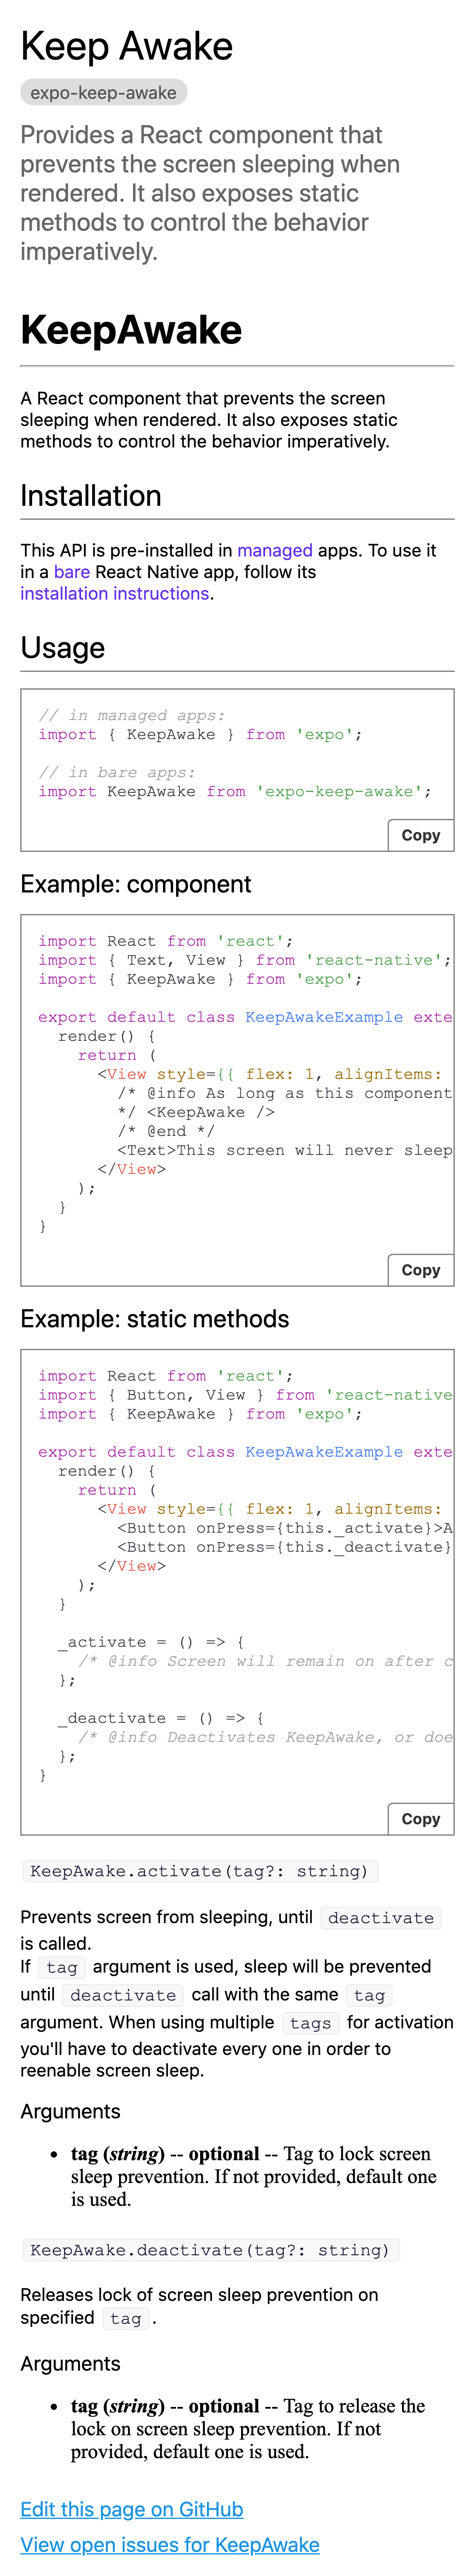 Keep Awake
expo-keep-awake
Provides a React component that
prevents the screen sleeping when
rendered. It also exposes static
methods to control the behavior
imperatively.
KeepAwake
A React component that prevents the screen
sleeping when rendered. It also exposes static
methods to control the behavior imperatively.
Installation
This API is pre-installed in managed apps. To use it
in a bare React Native app, follow its
installation instructions.
Usage
// in managed apps:
import { KeepAwake } from 'expo';
// in bare apps:
import KeepAwake from 'expo-keep-awake';
Copy
Example: component
import React from 'react';
import { Text, View } from 'react-native';
import { KeepAwake } from 'expo';
export default class KeepAwakeExample exte
render() {
return (
<View style={{ flex: 1, alignItems:
/* @info As long as this component
*/ <KeepAwake />
/* @end */
<Text>This screen will never sleep
</View>
);
}
}
Copy
Example: static methods
import React from 'react';
import { Button, View } from 'react-native
import { KeepAwake } from 'expo';
export default class KeepAwakeExample exte
render() {
return (
<View style={{ flex: 1, alignItems:
<Button onPress={this._activate}>A
<Button onPress={this._deactivate}
</View>
);
}
_activate = () => {
/* @info Screen will remain on after c
};
_deactivate = () => {
/* @info Deactivates KeepAwake, or doe
};
}
Copy
KeepAwake.activate(tag?: string)
Prevents screen from sleeping, until deactivate
is called.
If tag argument is used, sleep will be prevented
until deactivate call with the same tag
argument. When using multiple tags for activation
you'll have to deactivate every one in order to
reenable screen sleep.
Arguments
• tag (string) -- optional -- Tag to lock screen
sleep prevention. If not provided, default one
is used.
KeepAwake.deactivate(tag?: string)
Releases lock of screen sleep prevention on
specified tag .
Arguments
• tag (string) -- optional -- Tag to release the
lock on screen sleep prevention. If not
provided, default one is used.
Edit this page on GitHub
View open issues for KeepAwake